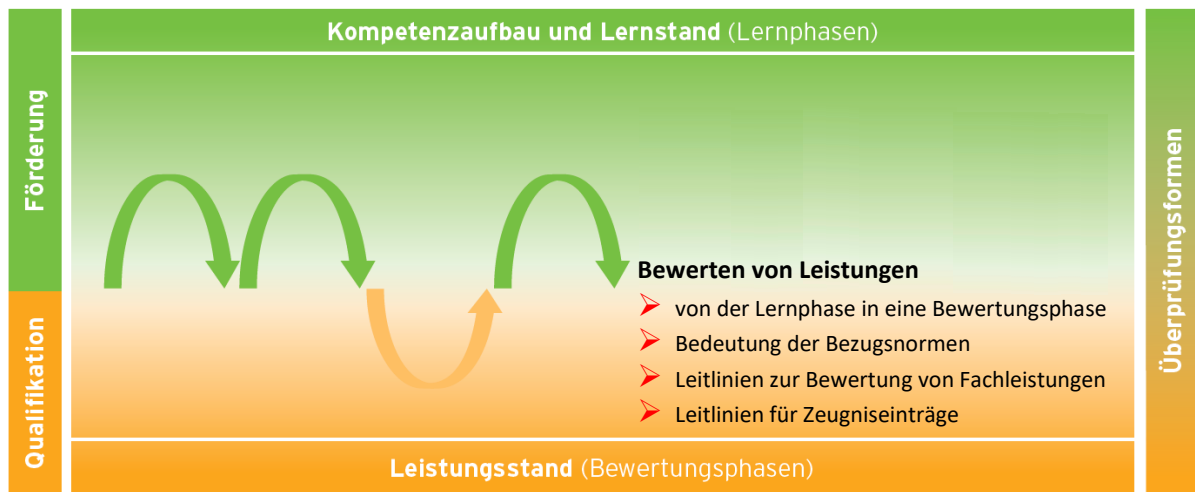 Kompetenzaufbau und Lernstand (Lernphasen)
Förderung
Bewerten von Leistungen
von der Lernphase in eine Bewertungsphase
Bedeutung der Bezugsnormen
Leitlinien zur Bewertung von Fachleistungen
Leitlinien für Zeugniseinträge
Qualifikation
Leistungsstand (Bewertungsphasen)
Überprüfungsformen